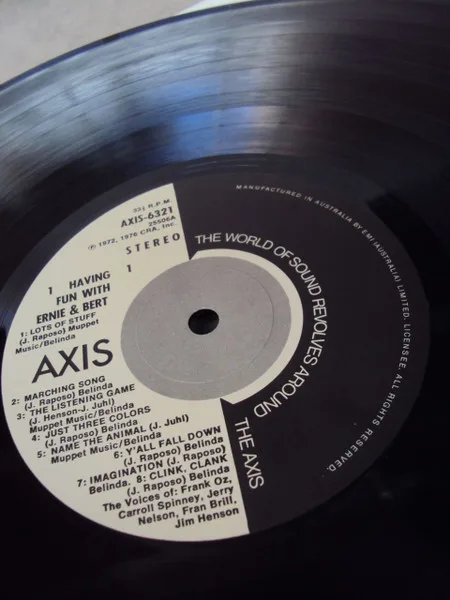 33⅓ R.P.M.
AXIS-6321
25506A
Ⓟ 1972, 1976 CRA, Inc.
1 STEREO 1
HAVING
FUN WITH
ERNIE & BERT
1: LOTS OF STUFF
(J. Raposo) Muppet
Music/Belinda
AXIS
2: MARCHING SONG
(J. Raposo) Belinda
3: THE LISTENING GAME
(J. Henson-J. Juhl)
Muppet Music/Belinda
4: JUST THREE COLORS
(J. Raposo) Belinda
5: NAME THE ANIMAL (J. Juhl)
Muppet Music/Belinda
6: Y'ALL FALL DOWN
(J. Raposo) Belinda
7: IMAGINATION (J. Raposo)
Belinda. 8: CLINK, CLANK
(J. Raposo) Belinda
The Voices of: Frank Oz,
Carroll Spinney, Jerry
Nelson, Fran Brill,
Jim Henson
THE WORLD OF SOUND REVOLVES AROUND THE AXIS
MANUFACTURED IN AUSTRALIA BY EMI (AUSTRALIA) LIMITED. LICENSEE. ALL RIGHTS RESERVED.